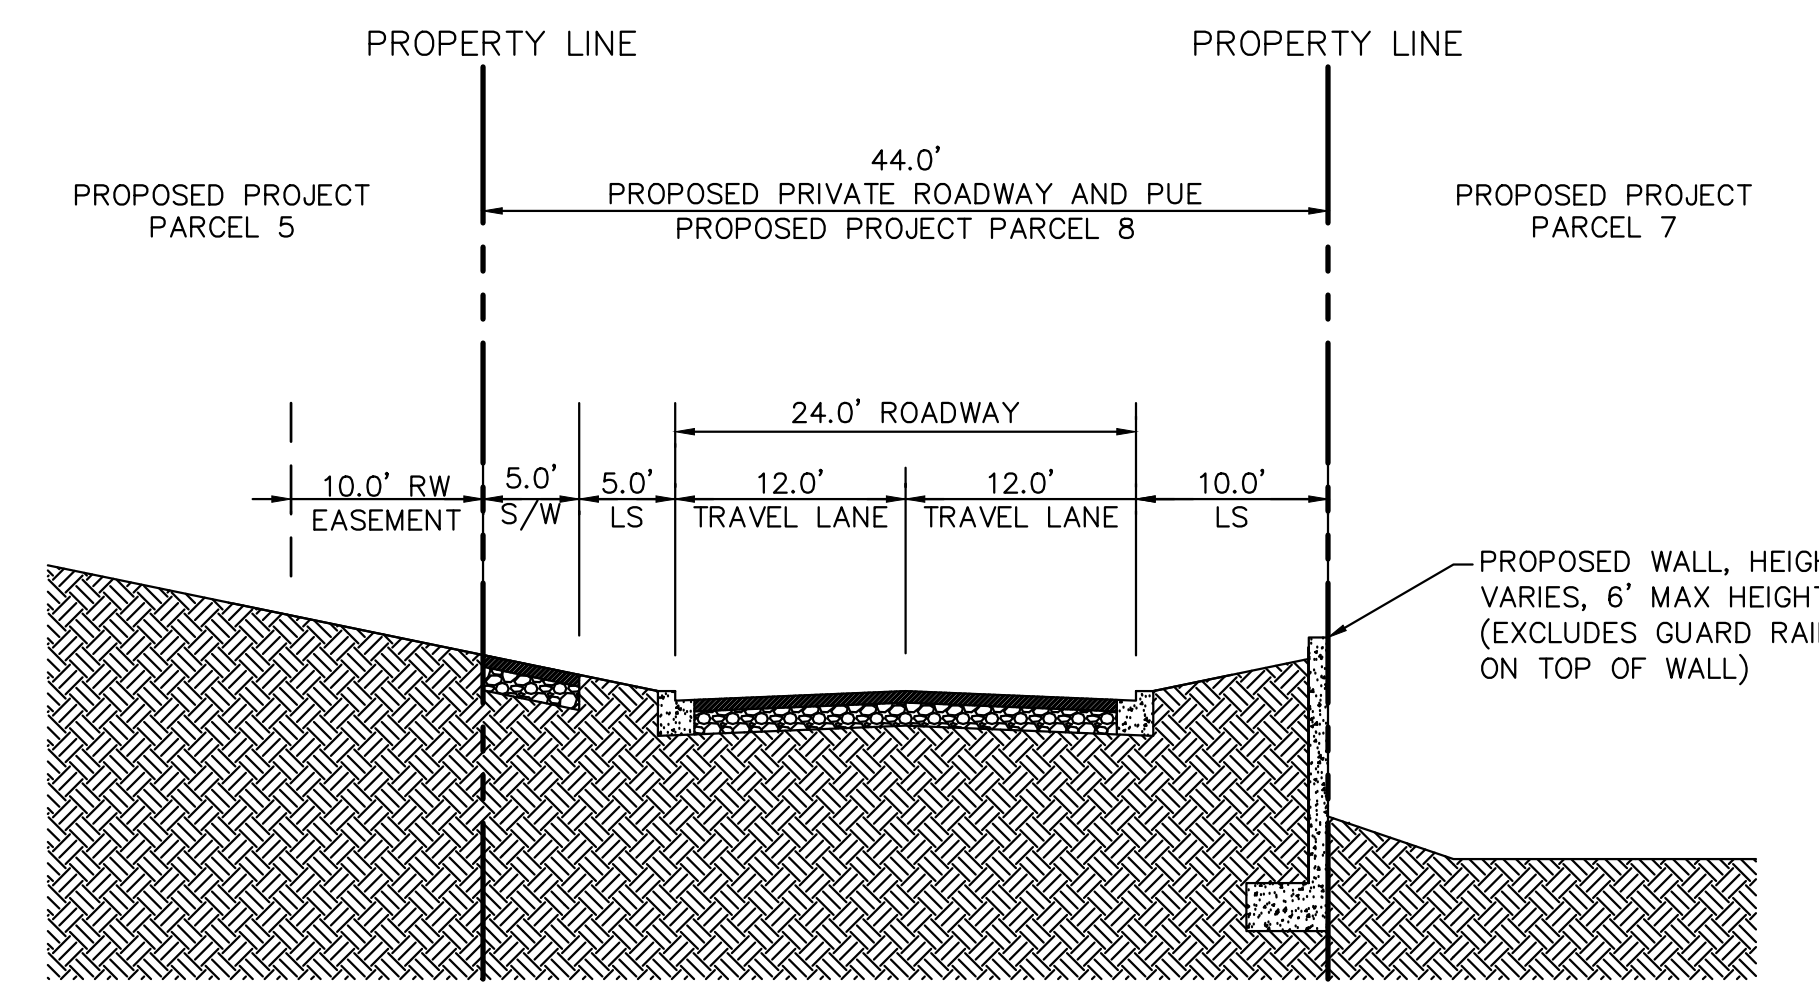 PROPERTY LINE
PROPERTY LINE
44.0'
PROPOSED PRIVATE ROADWAY AND PUE
PROPOSED PROJECT PARCEL 8
PROPOSED PROJECT
PARCEL 5
PROPOSED PROJECT
PARCEL 7
24.0' ROADWAY
10.0' RW
EASEMENT
5.0'
S/W
5.0'
LS
12.0'
TRAVEL LANE
12.0'
TRAVEL LANE
10.0'
LS
PROPOSED WALL,
VARIES, 6' MAX HEIGHT
(EXCLUDES GUARD
ON TOP OF WALL)